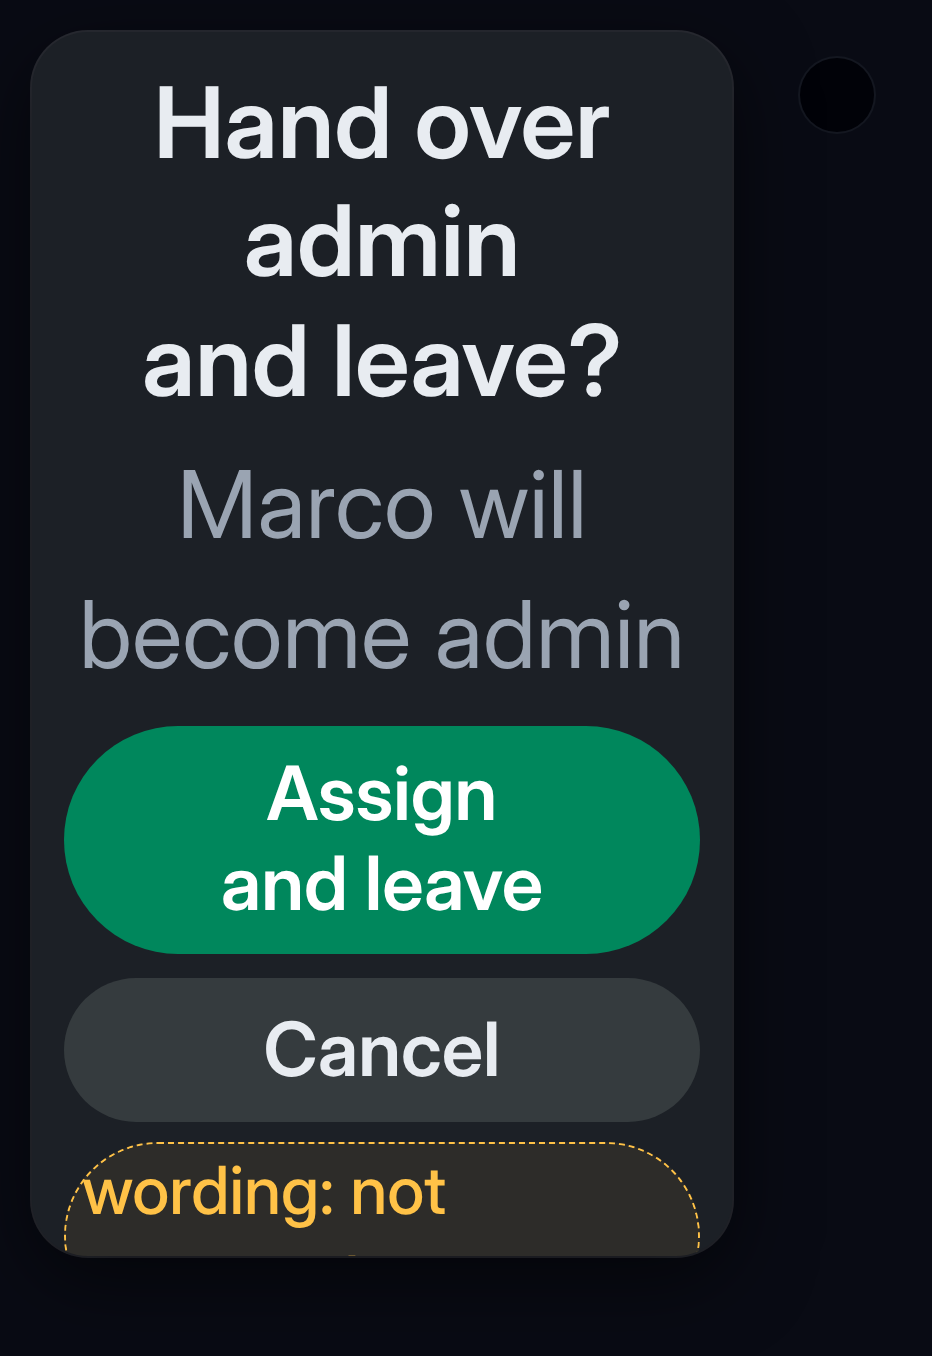 Hand over
admin
and leave?
Marco will
become admin
Assign
and leave
Cancel
wording: not